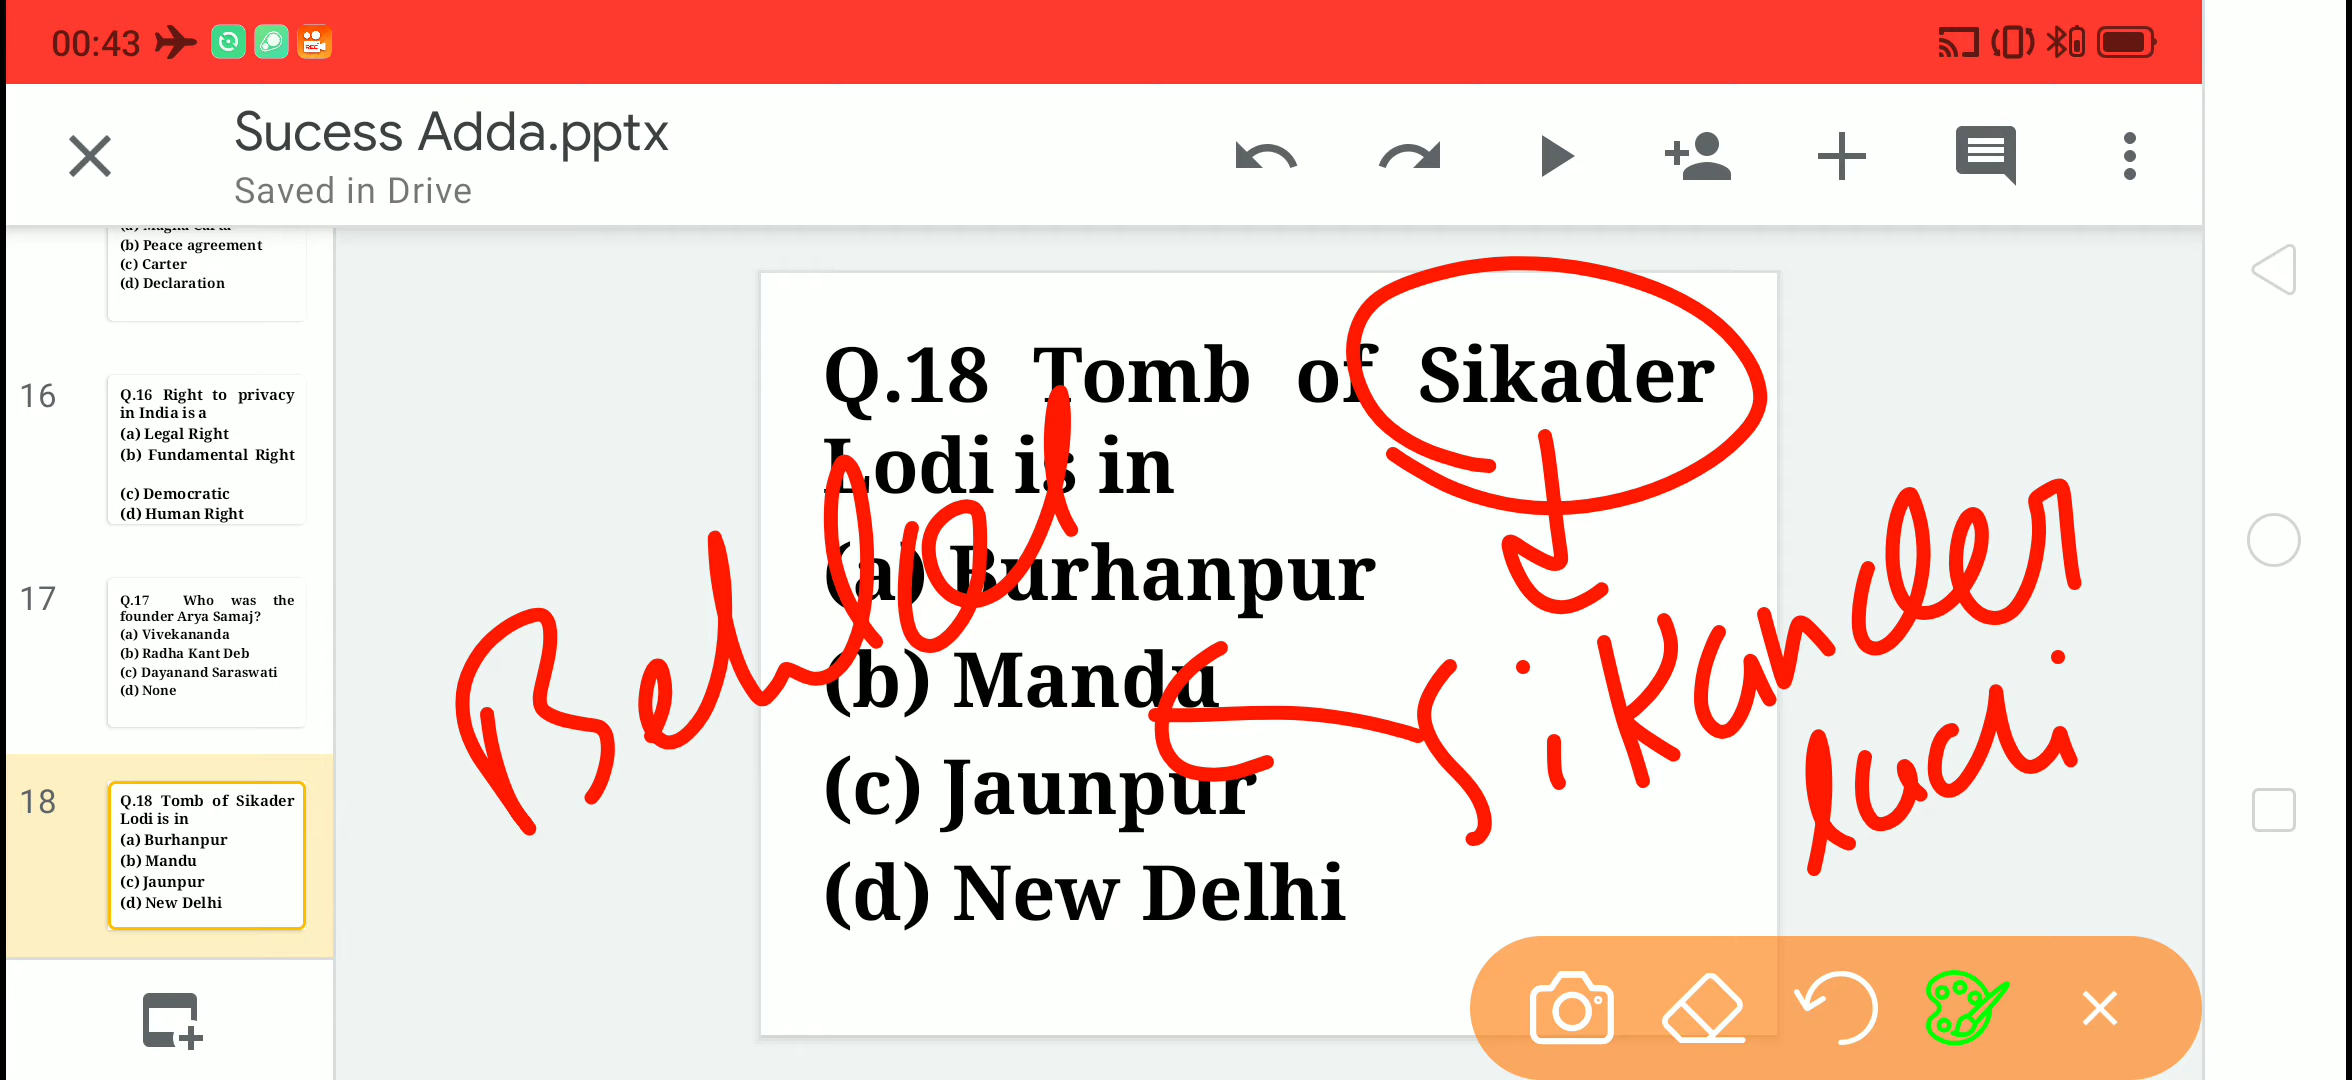 00:43
REC
Sucess Adda.pptx
Saved in Drive
(b) Peace agreement
(c) Carter
(d) Declaration
16
Q.16 Right to privacy
in India is a
(a) Legal Right
(b) Fundamental Right
(c) Democratic
(d) Human Right
17
Q.17 Who was the
founder Arya Samaj?
(a) Vivekananda
(b) Radha Kant Deb
(c) Dayanand Saraswati
(d) None
18
Q.18 Tomb of Sikader
Lodi is in
(a) Burhanpur
(b) Mandu
(c) Jaunpur
(d) New Delhi
Q.18 Tomb of Sikader
Lodi is in
(a) Burhanpur
(b) Mandu
(c) Jaunpur
(d) New Delhi
Bahlol
Sikander
lodi